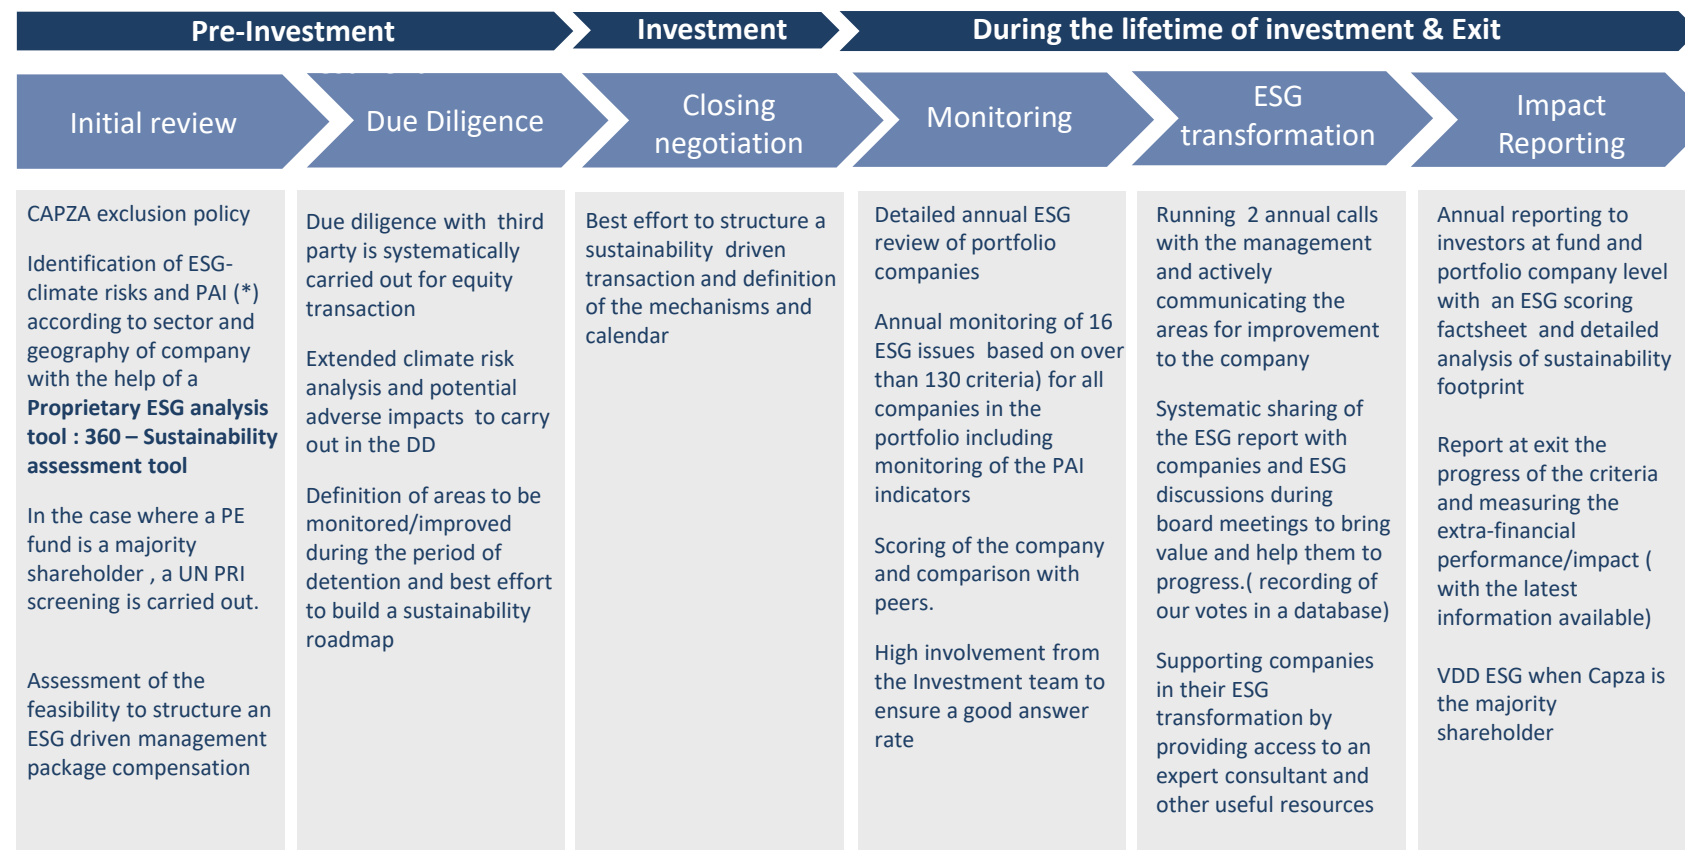 Pre-Investment
Investment
During the lifetime of investment & Exit
Initial review
Due Diligence
Closing
negotiation
Monitoring
ESG
transformation
Impact
Reporting
CAPZA exclusion policy
Identification of ESG-
climate risks and PAI (*)
according to sector and
geography of company
with the help of a
Proprietary ESG analysis
tool : 360 – Sustainability
assessment tool
In the case where a PE
fund is a majority
shareholder , a UN PRI
screening is carried out.
Assessment of the
feasibility to structure an
ESG driven management
package compensation
Due diligence with  third
party is systematically
carried out for equity
transaction
Extended climate risk
analysis and potential
adverse impacts  to carry
out in the DD
Definition of areas to be
monitored/improved
during the period of
detention and best effort
to build a sustainability
roadmap
Best effort to structure a
sustainability  driven
transaction and definition
of the mechanisms and
calendar
Detailed annual ESG
review of portfolio
companies
Annual monitoring of 16
ESG issues  based on over
than 130 criteria) for all
companies in the
portfolio including
monitoring of the PAI
indicators
Scoring of the company
and comparison with
peers.
High involvement from
the Investment team to
ensure a good answer
rate
Running  2 annual calls
with the management
and actively
communicating the
areas for improvement
to the company
Systematic sharing of
the ESG report with
companies and ESG
discussions during
board meetings to bring
value and help them to
progress.( recording of
our votes in a database)
Supporting companies
in their ESG
transformation by
providing access to an
expert consultant and
other useful resources
Annual reporting to
investors at fund and
portfolio company level
with  an ESG scoring
factsheet  and detailed
analysis of sustainability
footprint
Report at exit the
progress of the criteria
and measuring the
extra-financial
performance/impact (
with the latest
information available)
VDD ESG when Capza is
the majority
shareholder